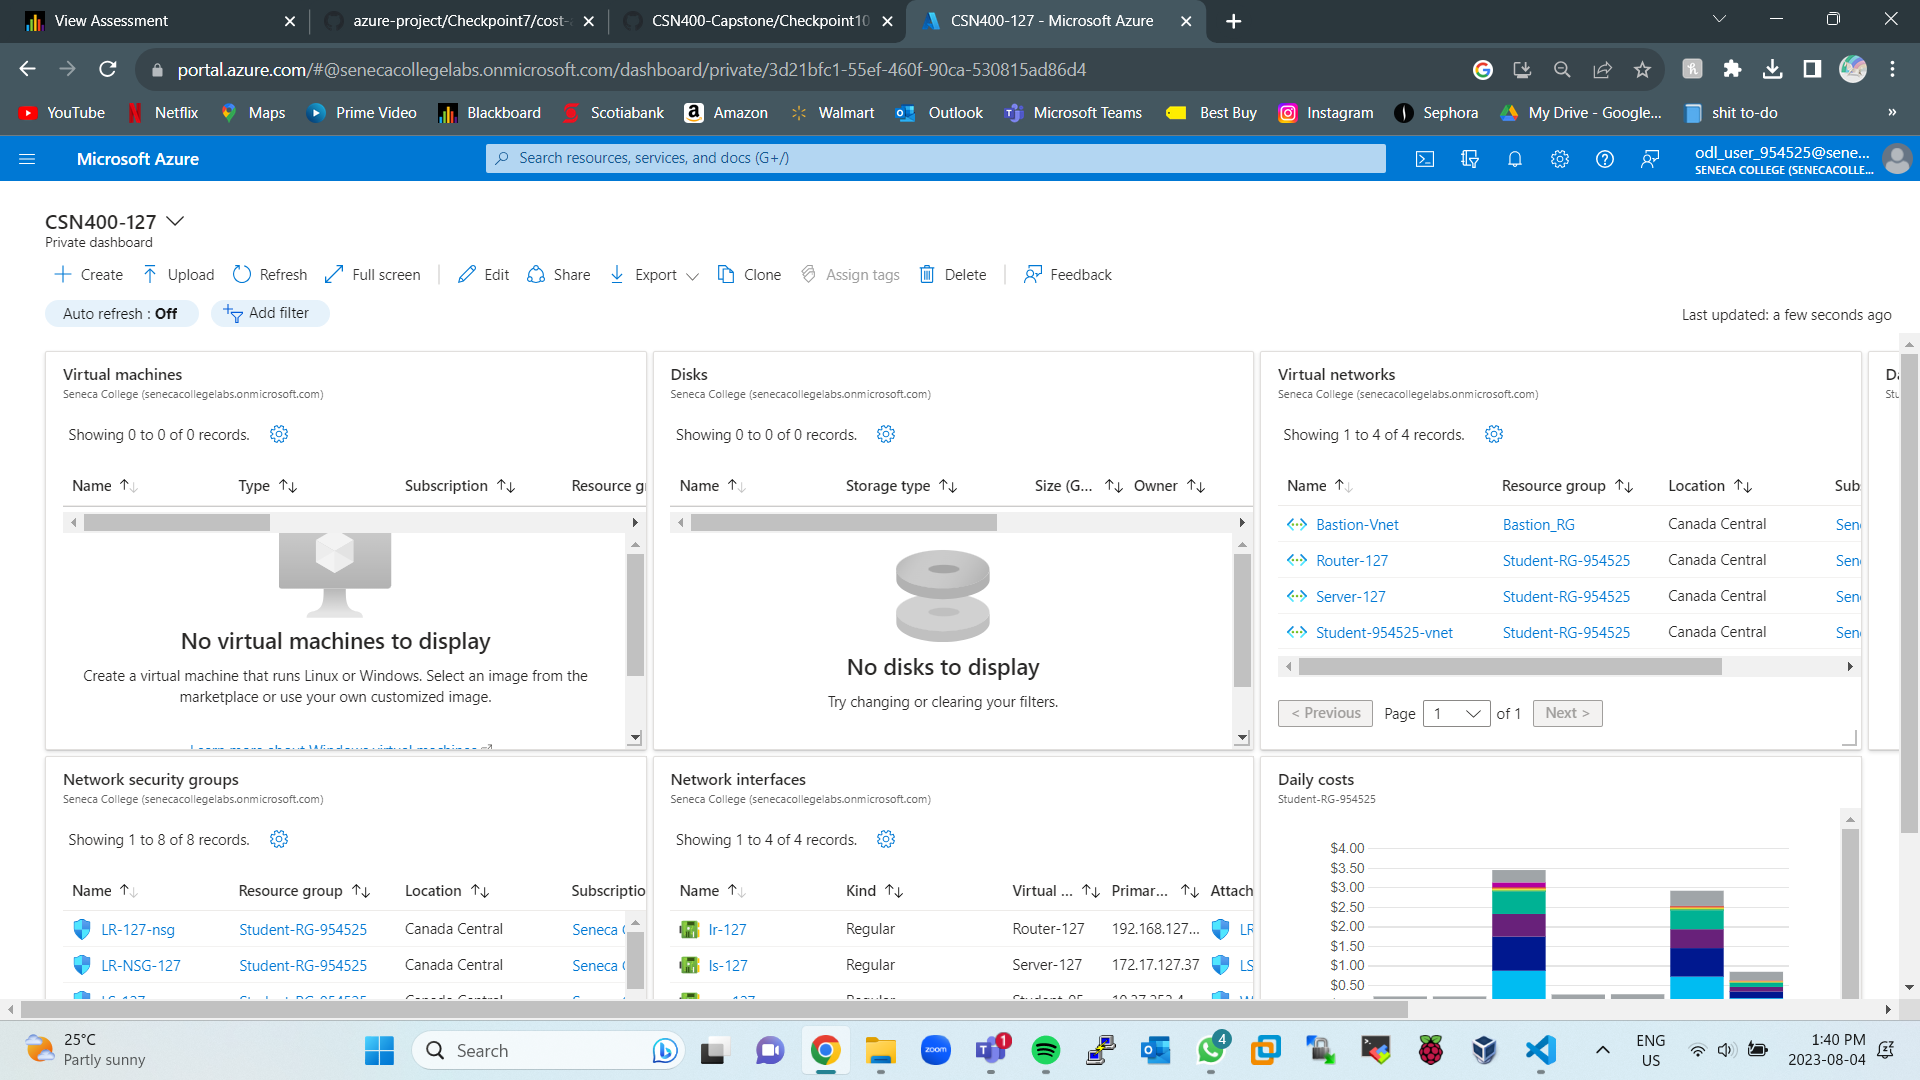 View Assessment
azure-project/Checkpoint7/cost-
CSN400-Capstone/Checkpoint10
CSN400-127 - Microsoft Azure
portal.azure.com/#@senecacollegelabs.onmicrosoft.com/dashboard/private/3d21bfc1-55ef-460f-90ca-530815ad86d4
YouTube Netflix Maps Prime Video Blackboard Scotiabank Amazon Walmart Outlook Microsoft Teams Best Buy Instagram Sephora My Drive - Google... shit to-do »
Microsoft Azure
Search resources, services, and docs (G+/)
odl_user_954525@sene...
SENECA COLLEGE (SENECACOLLE...
CSN400-127
Private dashboard
Create Upload Refresh Full screen Edit Share Export Clone Assign tags Delete Feedback
Auto refresh : Off Add filter
Last updated: a few seconds ago
Virtual machines
Seneca College (senecacollegelabs.onmicrosoft.com)
Showing 0 to 0 of 0 records.
Name Type Subscription Resource g
No virtual machines to display
Create a virtual machine that runs Linux or Windows. Select an image from the
marketplace or use your own customized image.
Learn more about Windows virtual machines
Disks
Seneca College (senecacollegelabs.onmicrosoft.com)
Showing 0 to 0 of 0 records.
Name Storage type Size (G... Owner
No disks to display
Try changing or clearing your filters.
Virtual networks
Seneca College (senecacollegelabs.onmicrosoft.com)
Showing 1 to 4 of 4 records.
Name Resource group Location Sub
Bastion-Vnet Bastion_RG Canada Central Sen
Router-127 Student-RG-954525 Canada Central Sen
Server-127 Student-RG-954525 Canada Central Sen
Student-954525-vnet Student-RG-954525 Canada Central Sen
< Previous Page 1 of 1 Next >
Da
Stu
Network security groups
Seneca College (senecacollegelabs.onmicrosoft.com)
Showing 1 to 8 of 8 records.
Name Resource group Location Subscriptio
LR-127-nsg Student-RG-954525 Canada Central Seneca
LR-NSG-127 Student-RG-954525 Canada Central Seneca
Network interfaces
Seneca College (senecacollegelabs.onmicrosoft.com)
Showing 1 to 4 of 4 records.
Name Kind Virtual ... Primar... Attach
lr-127 Regular Router-127 192.168.127... LR
ls-127 Regular Server-127 172.17.127.37 LS
Daily costs
Student-RG-954525
$4.00
$3.50
$3.00
$2.50
$2.00
$1.50
$1.00
$0.50
25°C
Partly sunny
Search
zoom
1
4
ENG
US
1:40 PM
2023-08-04